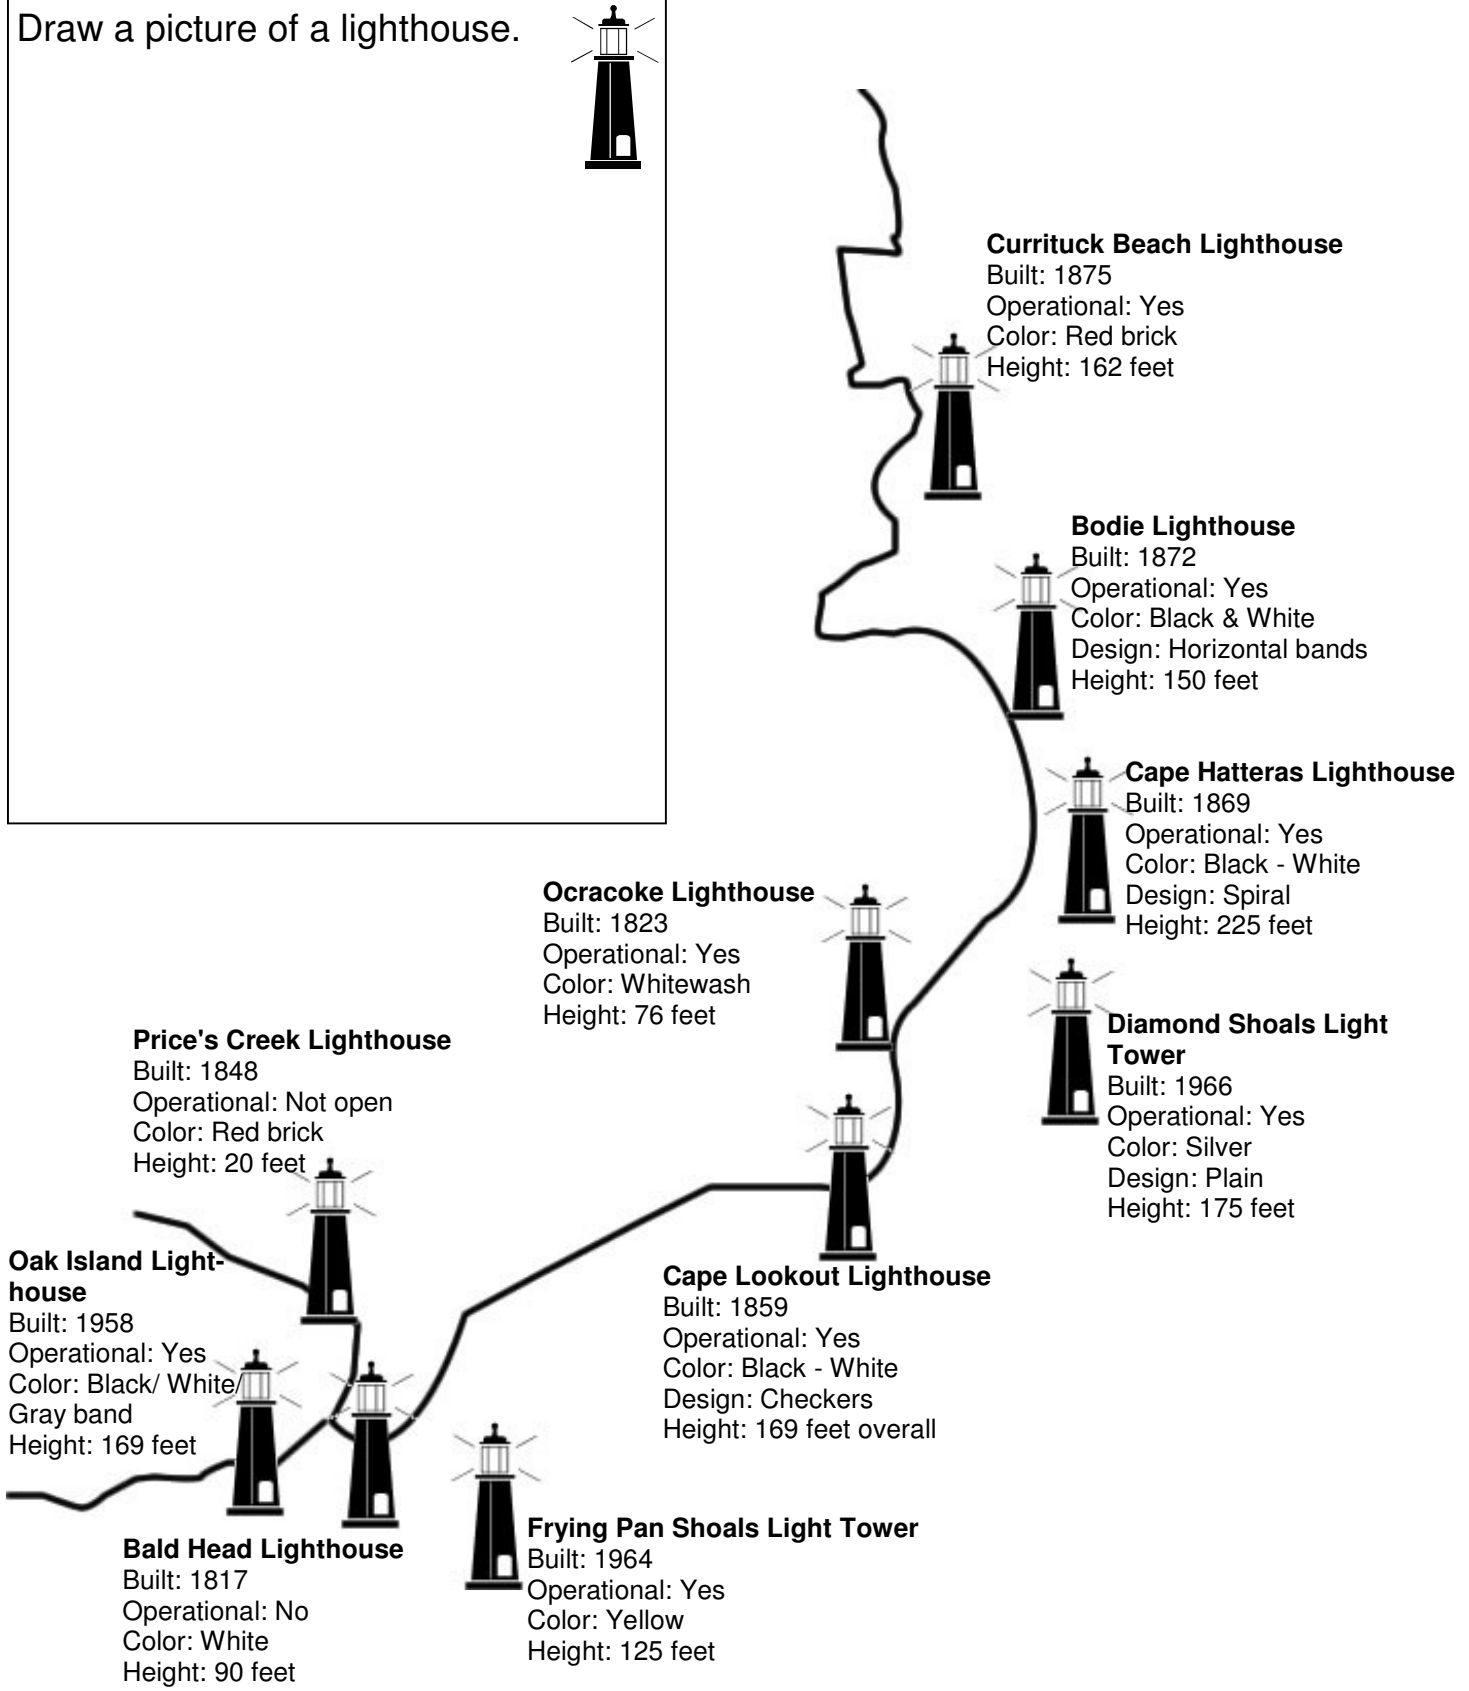 Draw a picture of a lighthouse.
Currituck Beach Lighthouse
Built: 1875
Operational: Yes
Color: Red brick
Height: 162 feet
Bodie Lighthouse
Built: 1872
Operational: Yes
Color: Black & White
Design: Horizontal bands
Height: 150 feet
Cape Hatteras Lighthouse
Built: 1869
Operational: Yes
Color: Black - White
Design: Spiral
Height: 225 feet
Ocracoke Lighthouse
Built: 1823
Operational: Yes
Color: Whitewash
Height: 76 feet
Diamond Shoals Light
Tower
Built: 1966
Operational: Yes
Color: Silver
Design: Plain
Height: 175 feet
Price's Creek Lighthouse
Built: 1848
Operational: Not open
Color: Red brick
Height: 20 feet
Oak Island Light-
house
Built: 1958
Operational: Yes
Color: Black/ White/
Gray band
Height: 169 feet
Cape Lookout Lighthouse
Built: 1859
Operational: Yes
Color: Black - White
Design: Checkers
Height: 169 feet overall
Bald Head Lighthouse
Built: 1817
Operational: No
Color: White
Height: 90 feet
Frying Pan Shoals Light Tower
Built: 1964
Operational: Yes
Color: Yellow
Height: 125 feet